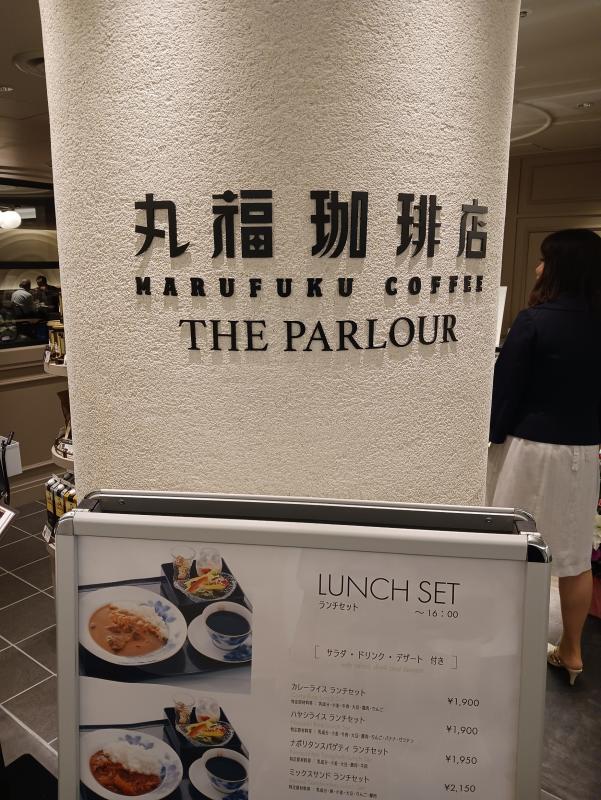 丸福珈琲店
MARUFUKU COFFEE
THE PARLOUR
LUNCH SET
ランチセット
～16:00
［サラダ・ドリンク・デザート 付き］
カレーライス ランチセット
¥1,900
ハヤシライス ランチセット
¥1,900
ナポリタンスパゲティ ランチセット
¥1,950
ミックスサンド ランチセット
¥2,150